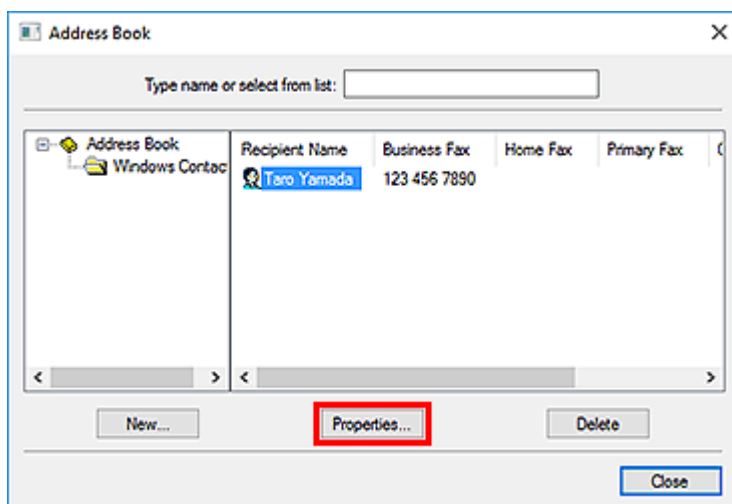 Address Book
Type name or select from list:
Address Book
Windows Contac
Recipient Name Business Fax Home Fax Primary Fax
Taro Yamada 123 456 7890
New... Properties... Delete
Close